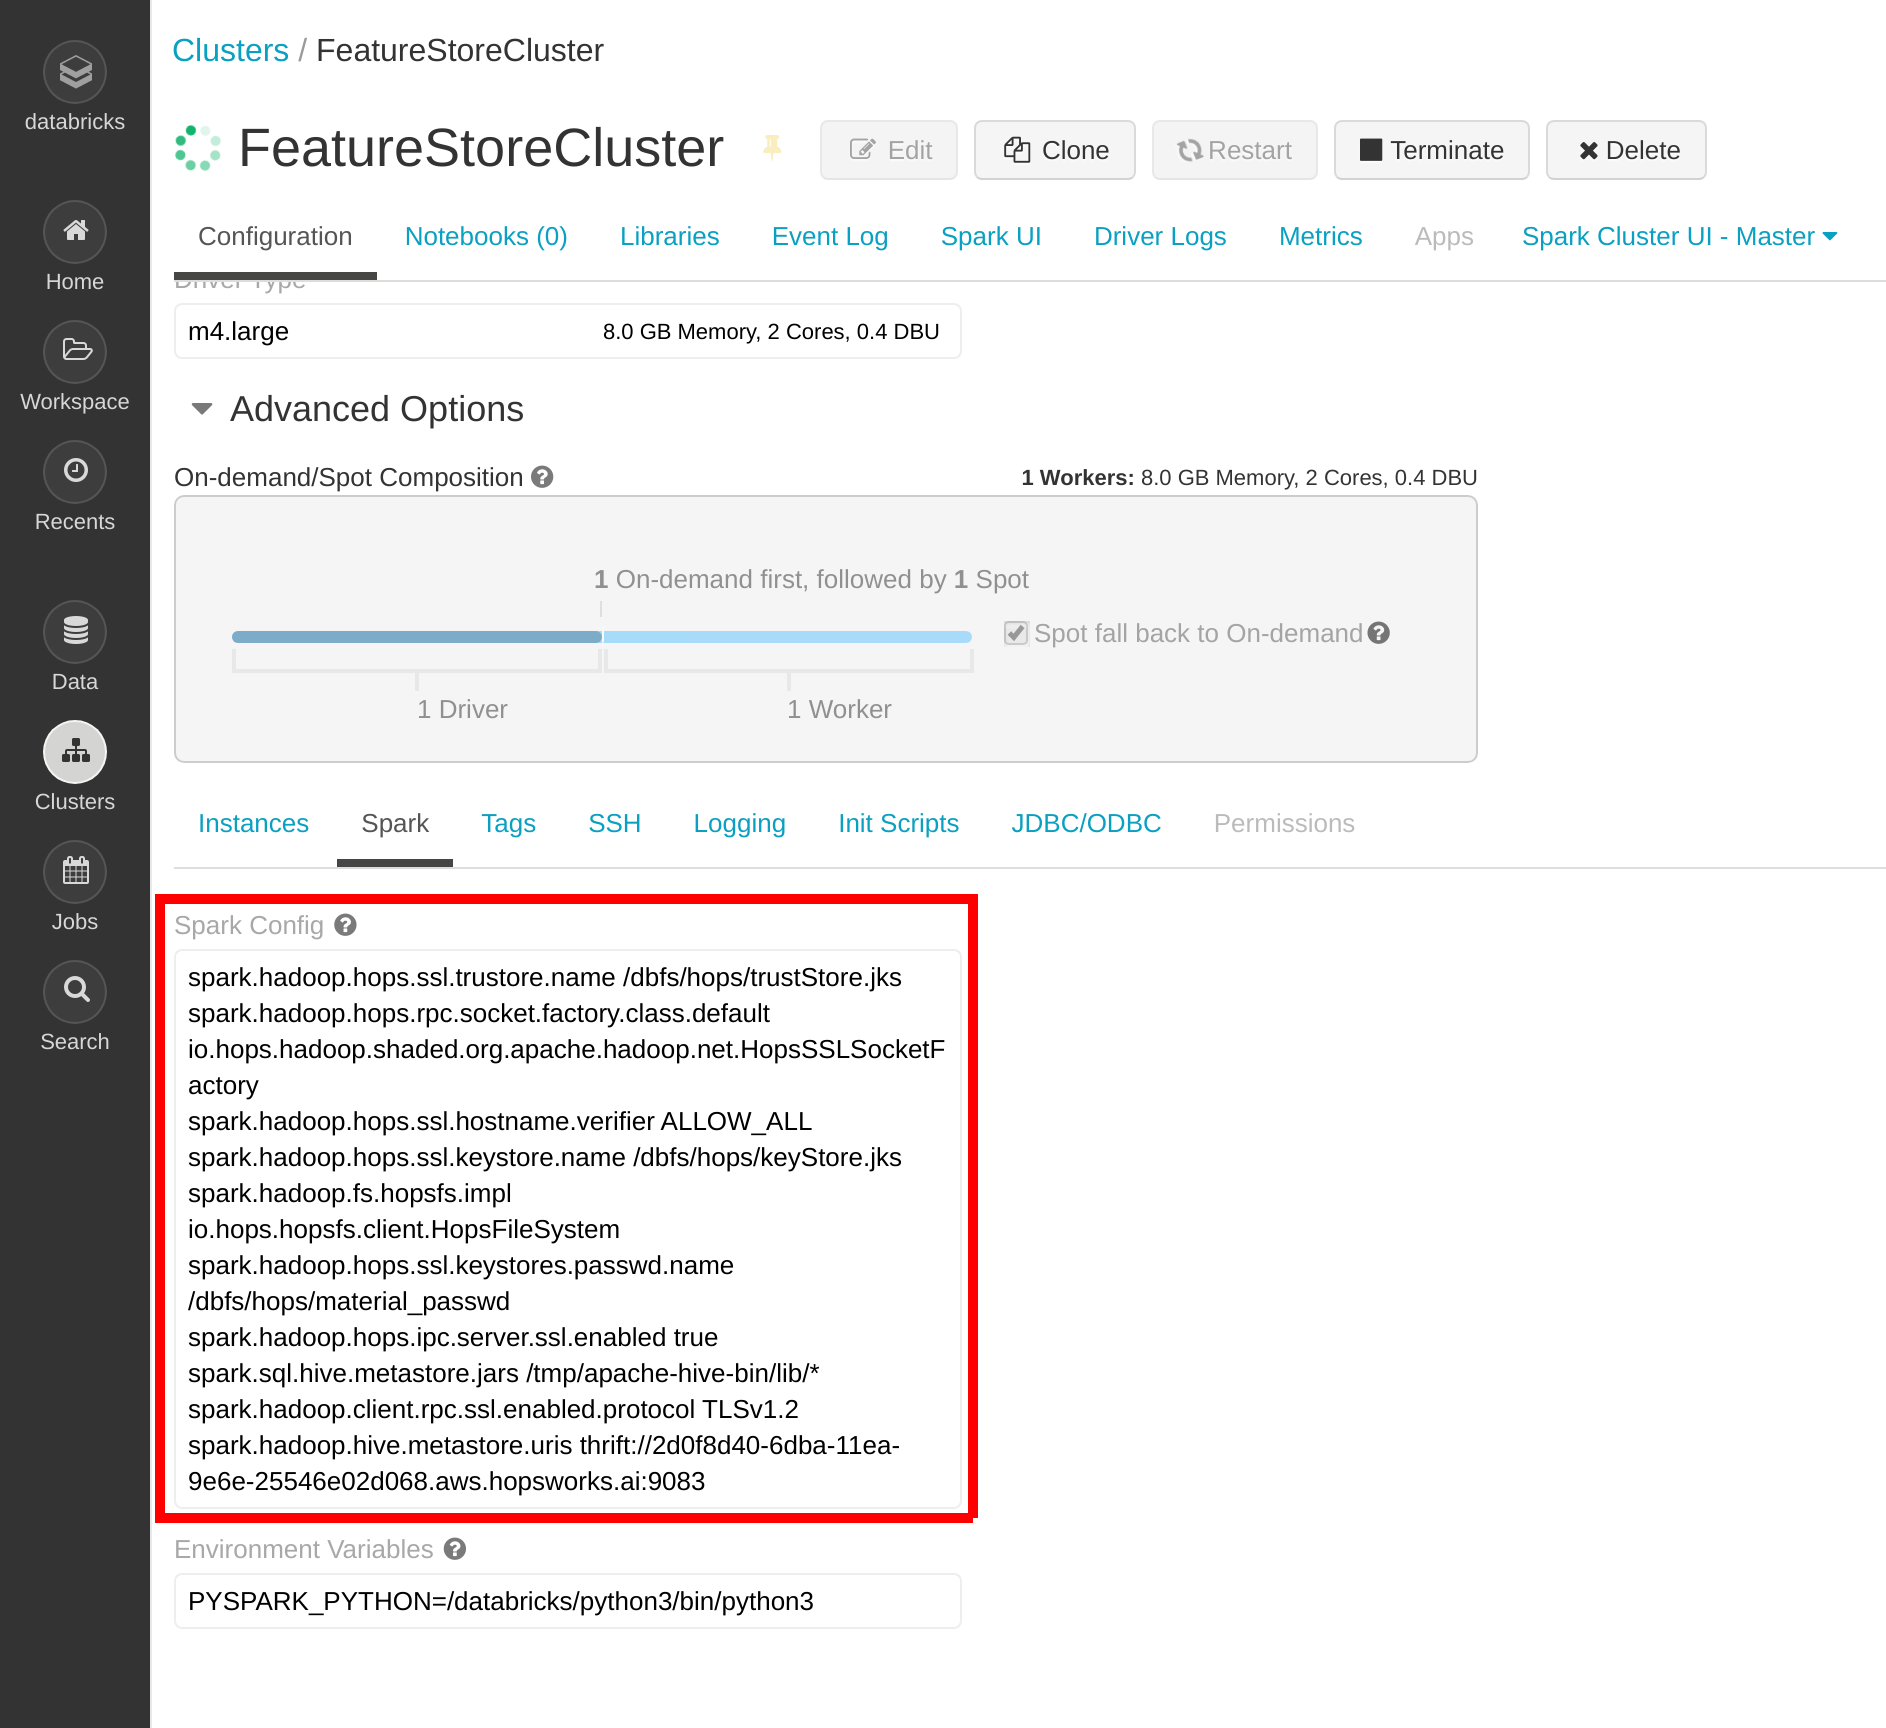 databricks
Home
Workspace
Recents
Data
Clusters
Jobs
Search
Clusters / FeatureStoreCluster
FeatureStoreCluster
Edit
Clone
Restart
Terminate
Delete
Configuration
Notebooks (0)
Libraries
Event Log
Spark UI
Driver Logs
Metrics
Apps
Spark Cluster UI - Master
Driver Type
m4.large 8.0 GB Memory, 2 Cores, 0.4 DBU
Advanced Options
On-demand/Spot Composition
1 Workers: 8.0 GB Memory, 2 Cores, 0.4 DBU
1 On-demand first, followed by 1 Spot
Spot fall back to On-demand
1 Driver
1 Worker
Instances
Spark
Tags
SSH
Logging
Init Scripts
JDBC/ODBC
Permissions
Spark Config
spark.hadoop.hops.ssl.trustore.name /dbfs/hops/trustStore.jks
spark.hadoop.hops.rpc.socket.factory.class.default
io.hops.hadoop.shaded.org.apache.hadoop.net.HopsSSLSocketF
actory
spark.hadoop.hops.ssl.hostname.verifier ALLOW_ALL
spark.hadoop.hops.ssl.keystore.name /dbfs/hops/keyStore.jks
spark.hadoop.fs.hopsfs.impl
io.hops.hopsfs.client.HopsFileSystem
spark.hadoop.hops.ssl.keystores.passwd.name
/dbfs/hops/material_passwd
spark.hadoop.hops.ipc.server.ssl.enabled true
spark.sql.hive.metastore.jars /tmp/apache-hive-bin/lib/*
spark.hadoop.client.rpc.ssl.enabled.protocol TLSv1.2
spark.hadoop.hive.metastore.uris thrift://2d0f8d40-6dba-11ea-
9e6e-25546e02d068.aws.hopsworks.ai:9083
Environment Variables
PYSPARK_PYTHON=/databricks/python3/bin/python3